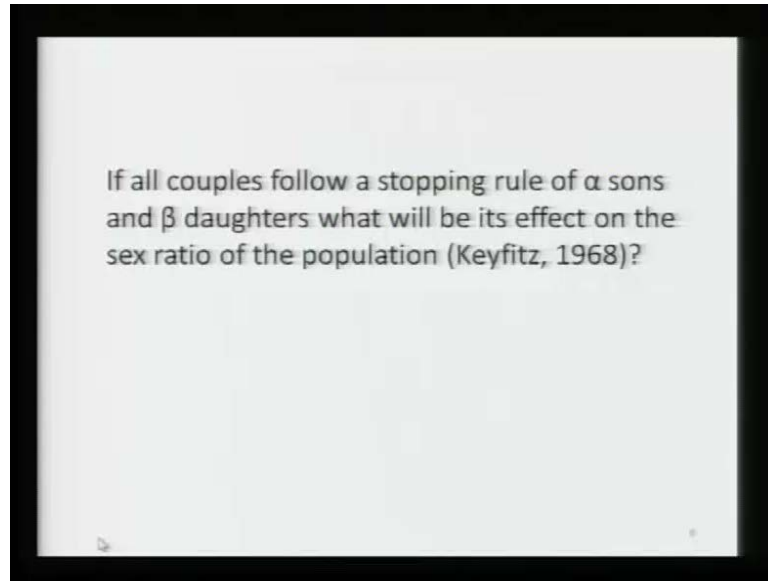 If all couples follow a stopping rule of α sons
and β daughters what will be its effect on the
sex ratio of the population (Keyfitz, 1968)?